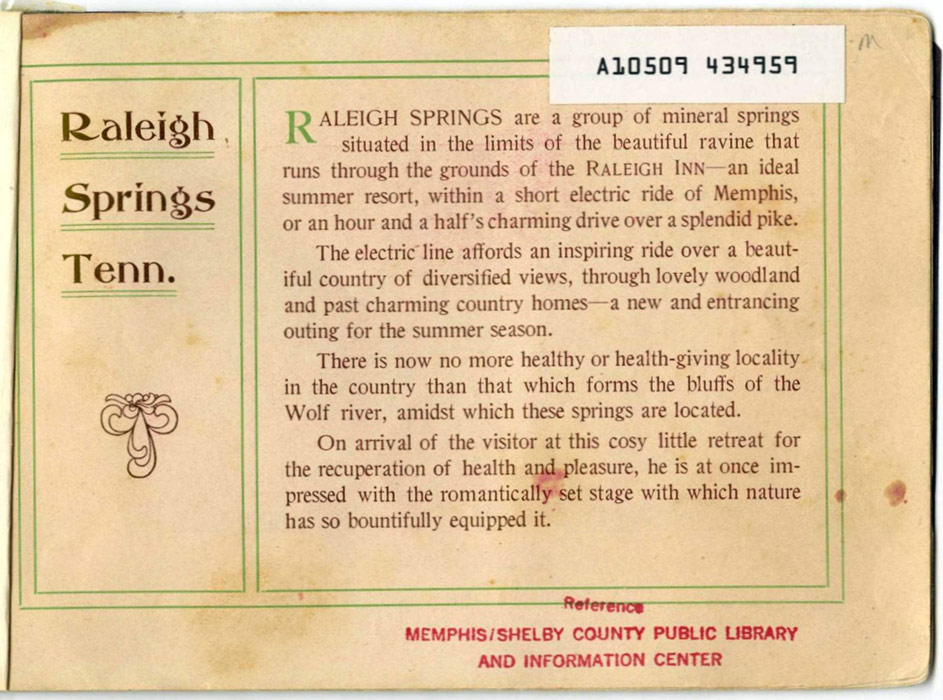 A10509 434959
Raleigh
Springs
Tenn.
RALEIGH SPRINGS are a group of mineral springs
situated in the limits of the beautiful ravine that
runs through the grounds of the RALEIGH INN—an ideal
summer resort, within a short electric ride of Memphis,
or an hour and a half's charming drive over a splendid pike.
The electric line affords an inspiring ride over a beaut-
iful country of diversified views, through lovely woodland
and past charming country homes—a new and entrancing
outing for the summer season.
There is now no more healthy or health-giving locality
in the country than that which forms the bluffs of the
Wolf river, amidst which these springs are located.
On arrival of the visitor at this cosy little retreat for
the recuperation of health and pleasure, he is at once im-
pressed with the romantically set stage with which nature
has so bountifully equipped it.
Reference
MEMPHIS/SHELBY COUNTY PUBLIC LIBRARY
AND INFORMATION CENTER